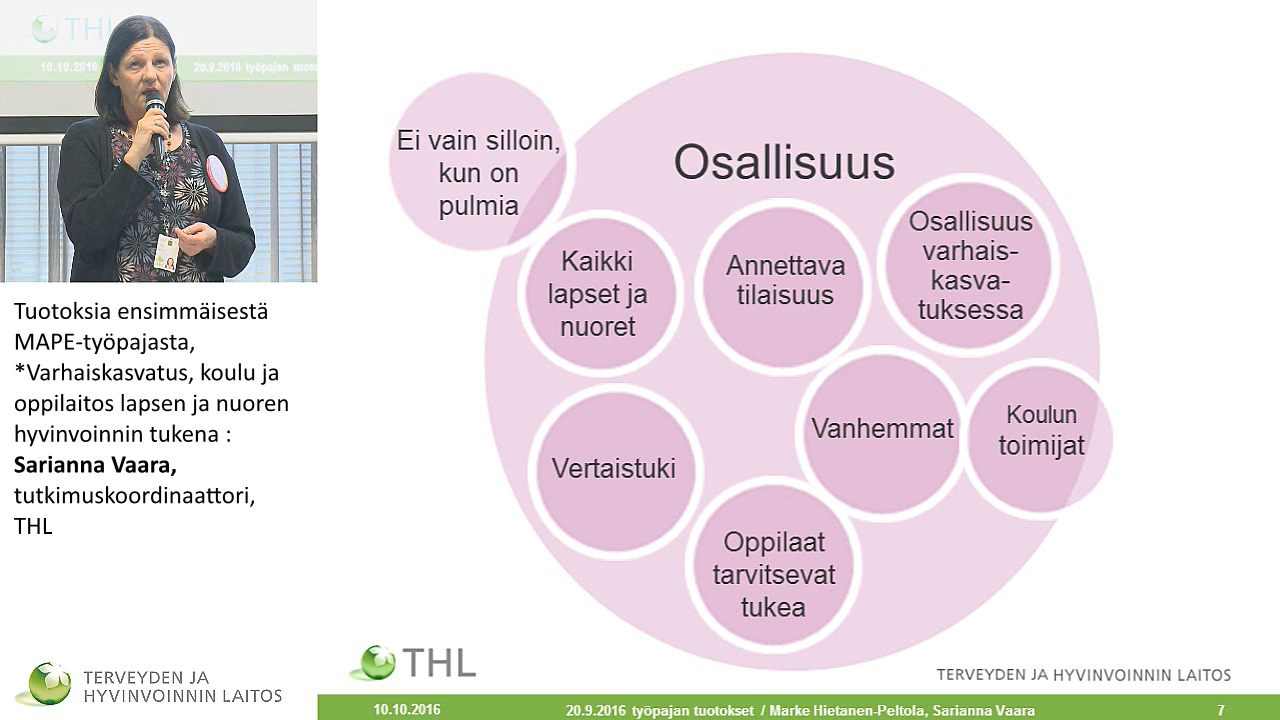 THL
10.10.2016
20.9.2016 työpajan tuoto
Tuotoksia ensimmäisestä
MAPE-työpajasta,
*Varhaiskasvatus, koulu ja
oppilaitos lapsen ja nuoren
hyvinvoinnin tukena :
Sarianna Vaara,
tutkimuskoordinaattori,
THL
TERVEYDEN JA
HYVINVOINNIN LAITOS
Osallisuus
Ei vain silloin,
kun on
pulmia
Kaikki
lapset ja
nuoret
Annettava
tilaisuus
Osallisuus
varhais-
kasva-
tuksessa
Vertaistuki
Vanhemmat
Koulun
toimijat
Oppilaat
tarvitsevat
tukea
THL
TERVEYDEN JA HYVINVOINNIN LAITOS
10.10.2016
20.9.2016 työpajan tuotokset / Marke Hietanen-Peltola, Sarianna Vaara
7